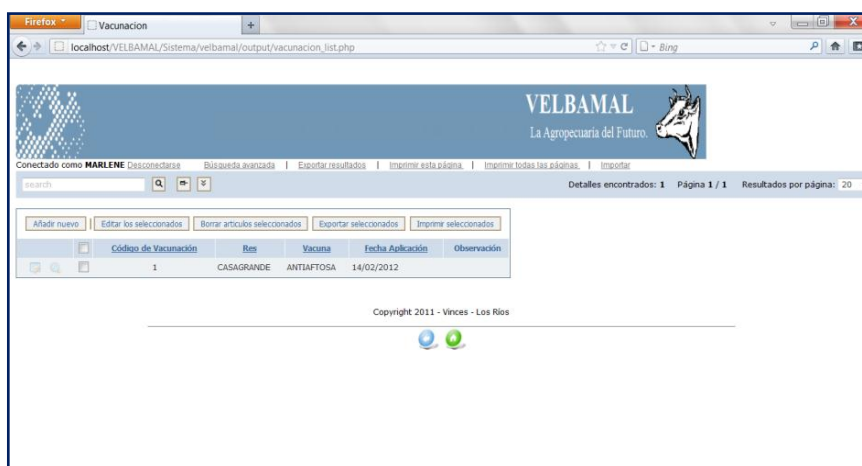 Firefox
Vacunacion
localhost/VELBAMAL/Sistema/velbamal/output/vacunacion_list.php
Bing
VELBAMAL
La Agropecuaria del Futuro.
Conectado como MARLENE Desconectarse Búsqueda avanzada | Exportar resultados | Imprimir esta página | Imprimir todas las páginas | Importar
search
Detalles encontrados: 1 Página 1 / 1 Resultados por página: 20
Añadir nuevo | Editar los seleccionados Borrar articulos seleccionados Exportar seleccionados Imprimir seleccionados
Código de Vacunación Res Vacuna Fecha Aplicación Observación
1 CASAGRANDE ANTIAFTOSA 14/02/2012
Copyright 2011 - Vinces - Los Rios